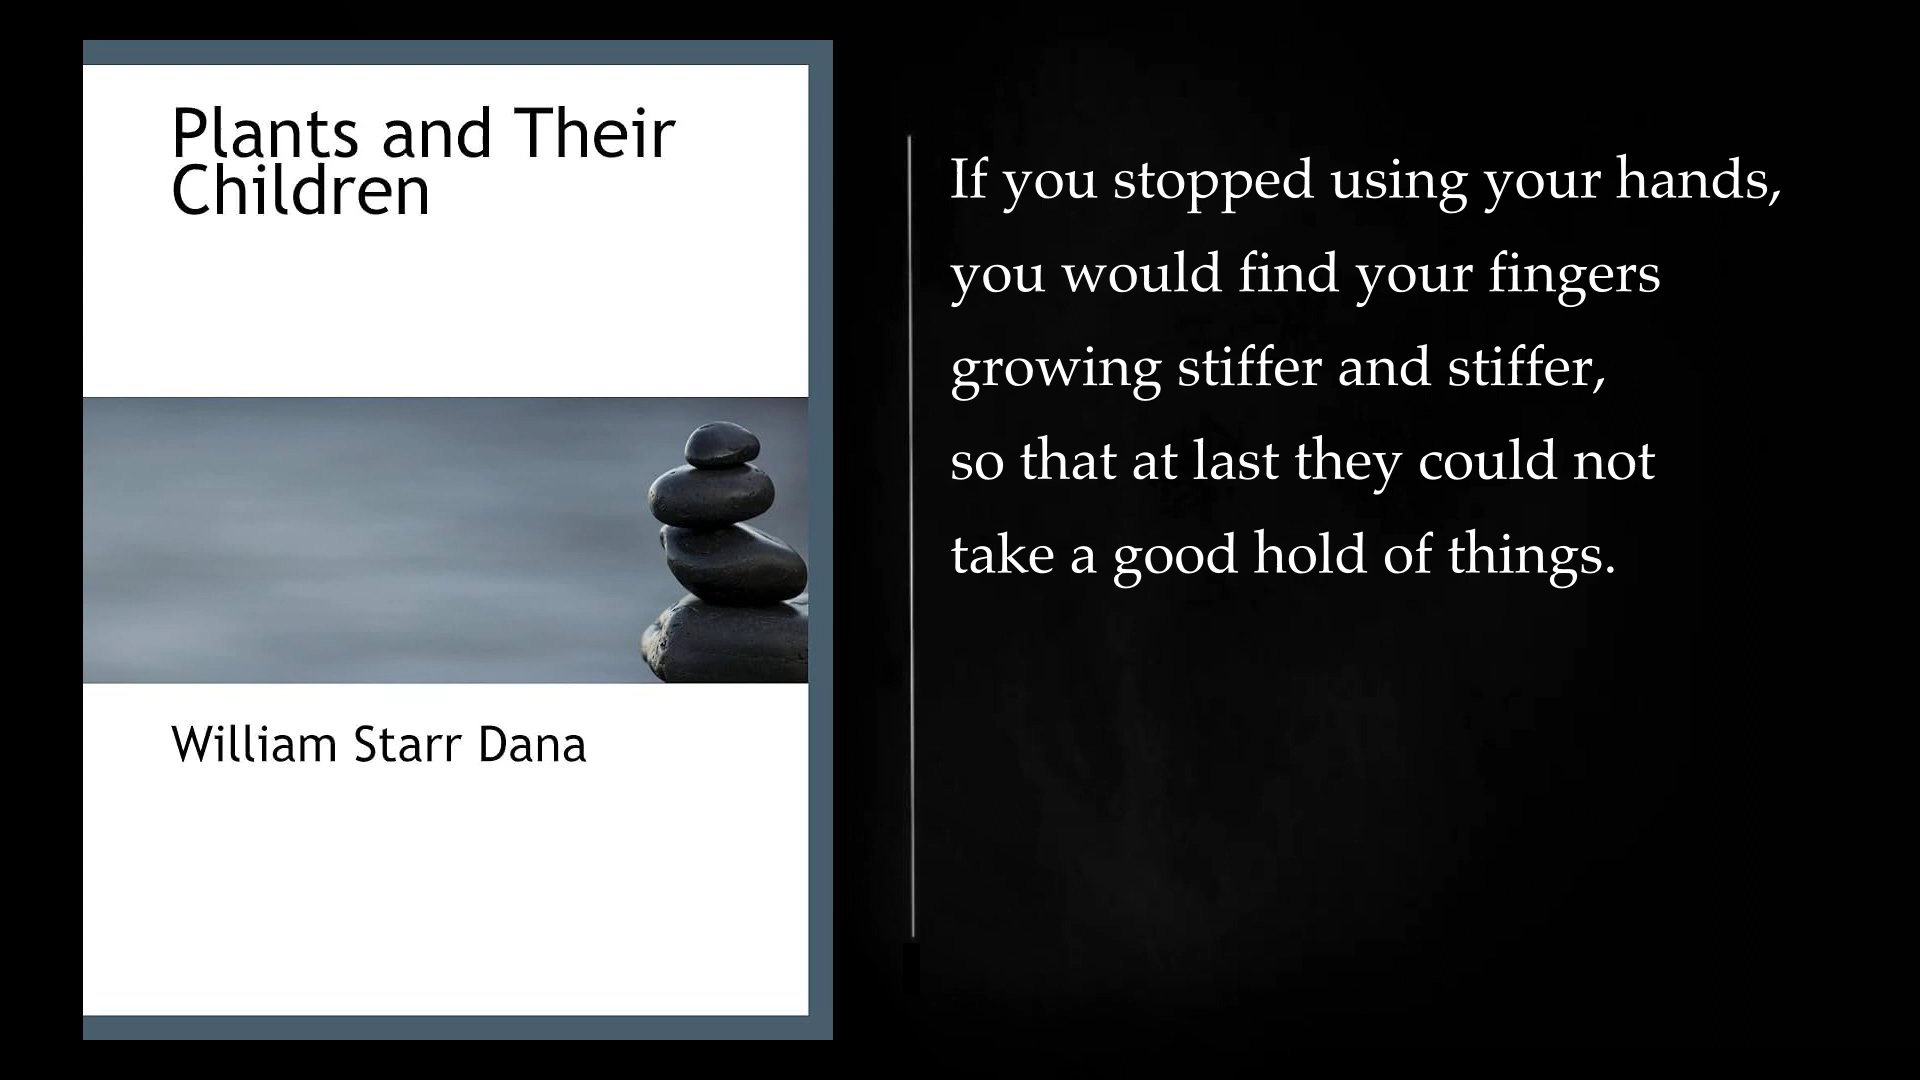 Plants and Their
Children
William Starr Dana
If you stopped using your hands,
you would find your fingers
growing stiffer and stiffer,
so that at last they could not
take a good hold of things.